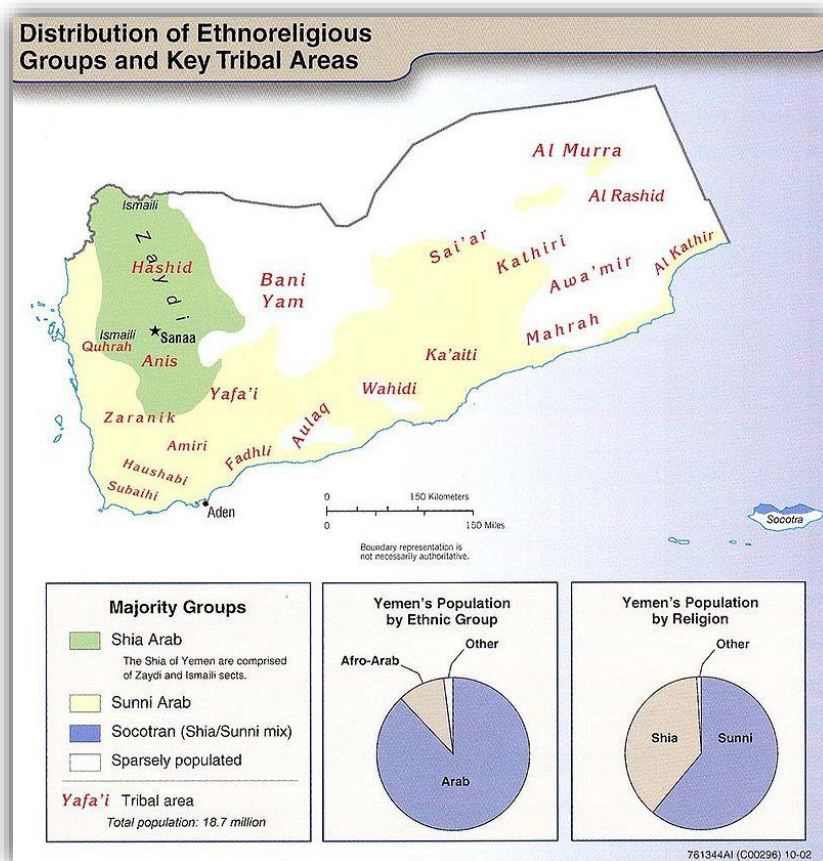 Distribution of Ethnoreligious
Groups and Key Tribal Areas
Al Murra
Ismaili
Al Rashid
Zaydi
Sai'ar
Kathiri
Al Kathir
Hashid
Bani
Yam
Awa'mir
Mahrah
Ismaili
Sanaa
Quhrah
Anis
Ka'aiti
Yafa'i
Wahidi
Zaranik
Aulaq
Amiri
Fadhli
Haushabi
Subaihi
Aden
0 150 Kilometers
0 150 Miles
Boundary representation is
not necessarily authoritative.
Socotra
Majority Groups
Shia Arab
The Shia of Yemen are comprised
of Zaydi and Ismaili sects.
Sunni Arab
Socotran (Shia/Sunni mix)
Sparsely populated
Yafa'i Tribal area
Total population: 18.7 million
Yemen's Population
by Ethnic Group
Other
Afro-Arab
Arab
Yemen's Population
by Religion
Other
Shia
Sunni
761344AI (C00296) 10-02